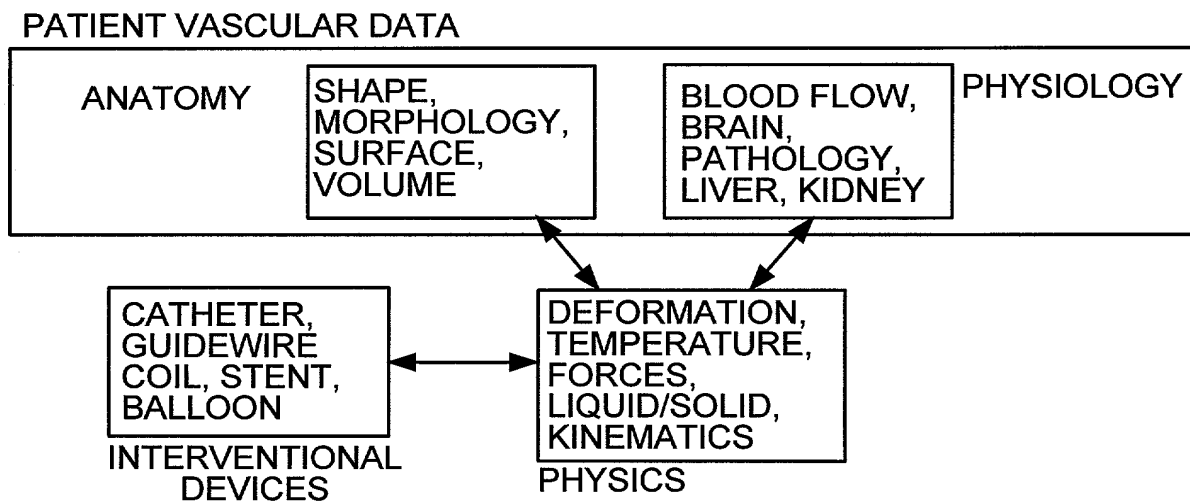 PATIENT VASCULAR DATA
ANATOMY
SHAPE,
MORPHOLOGY,
SURFACE,
VOLUME
BLOOD FLOW,
BRAIN,
PATHOLOGY,
LIVER, KIDNEY
PHYSIOLOGY
CATHETER,
GUIDEWIRE
COIL, STENT,
BALLOON
INTERVENTIONAL
DEVICES
DEFORMATION,
TEMPERATURE,
FORCES,
LIQUID/SOLID,
KINEMATICS
PHYSICS